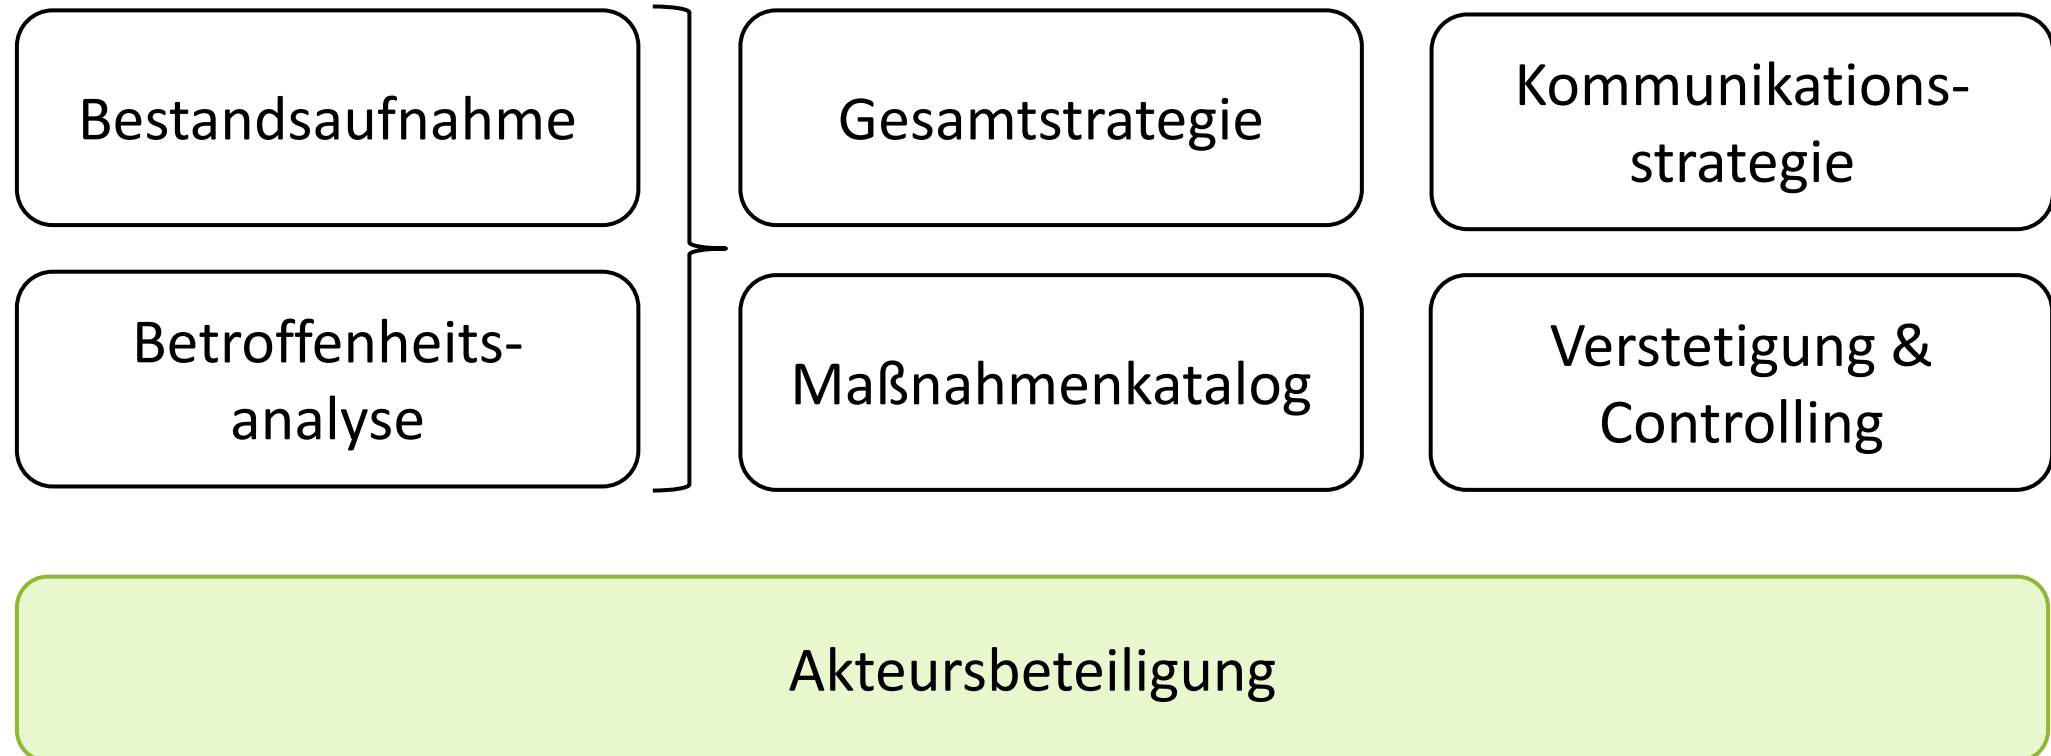 Bestandsaufnahme
Betroffenheits-
analyse
Gesamtstrategie
Maßnahmenkatalog
Kommunikations-
strategie
Verstetigung &
Controlling
Akteursbeteiligung